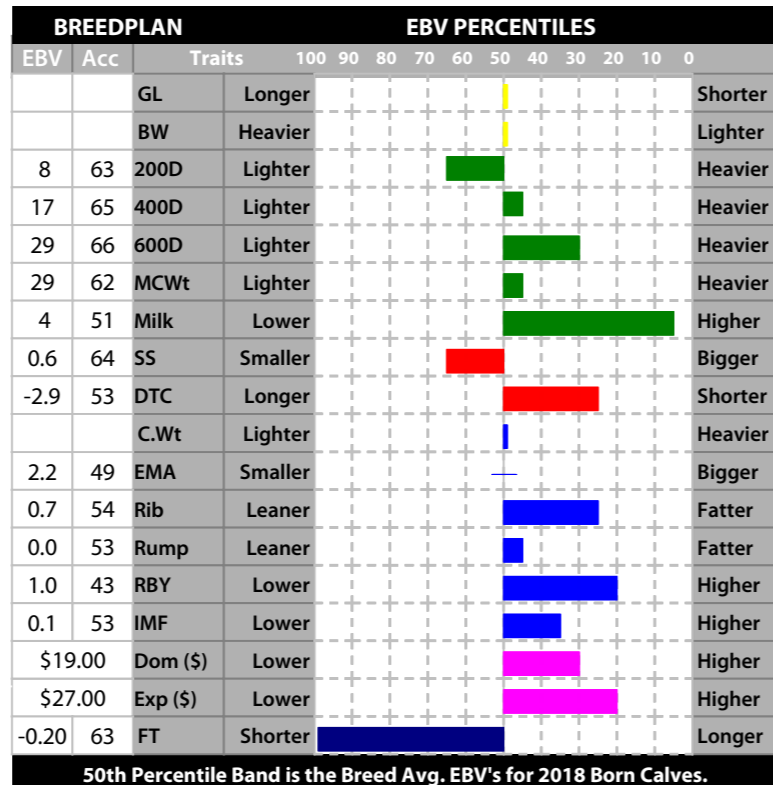 BREEDPLAN EBV PERCENTILES
EBV Acc Traits 100 90 80 70 60 50 40 30 20 10 0
GL Longer Shorter
BW Heavier Lighter
8 63 200D Lighter Heavier
17 65 400D Lighter Heavier
29 66 600D Lighter Heavier
29 62 MCWt Lighter Heavier
4 51 Milk Lower Higher
0.6 64 SS Smaller Bigger
-2.9 53 DTC Longer Shorter
C.Wt Lighter Heavier
2.2 49 EMA Smaller Bigger
0.7 54 Rib Leaner Fatter
0.0 53 Rump Leaner Fatter
1.0 43 RBY Lower Higher
0.1 53 IMF Lower Higher
$19.00 Dom ($) Lower Higher
$27.00 Exp ($) Lower Higher
-0.20 63 FT Shorter Longer
50th Percentile Band is the Breed Avg. EBV's for 2018 Born Calves.